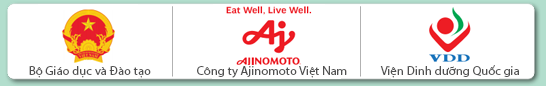 Eat Well, Live Well.
Aj
AJINOMOTO
VDD
Bộ Giáo dục và Đào tạo
Công ty Ajinomoto Việt Nam
Viện Dinh dưỡng Quốc gia